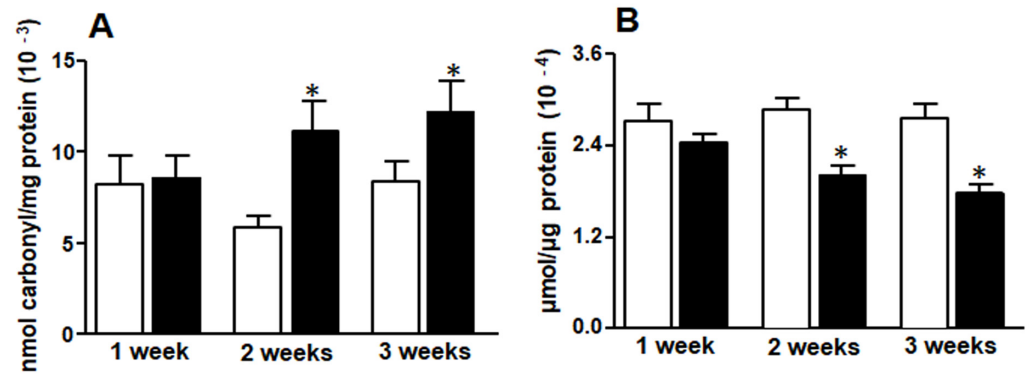 A
nmol carbonyl/mg protein (10 - 3)
15
10
5
0
*
*
1 week
2 weeks
3 weeks
B
µmol/µg protein (10 - 4)
3.6
2.4
1.2
0.0
*
*
1 week
2 weeks
3 weeks